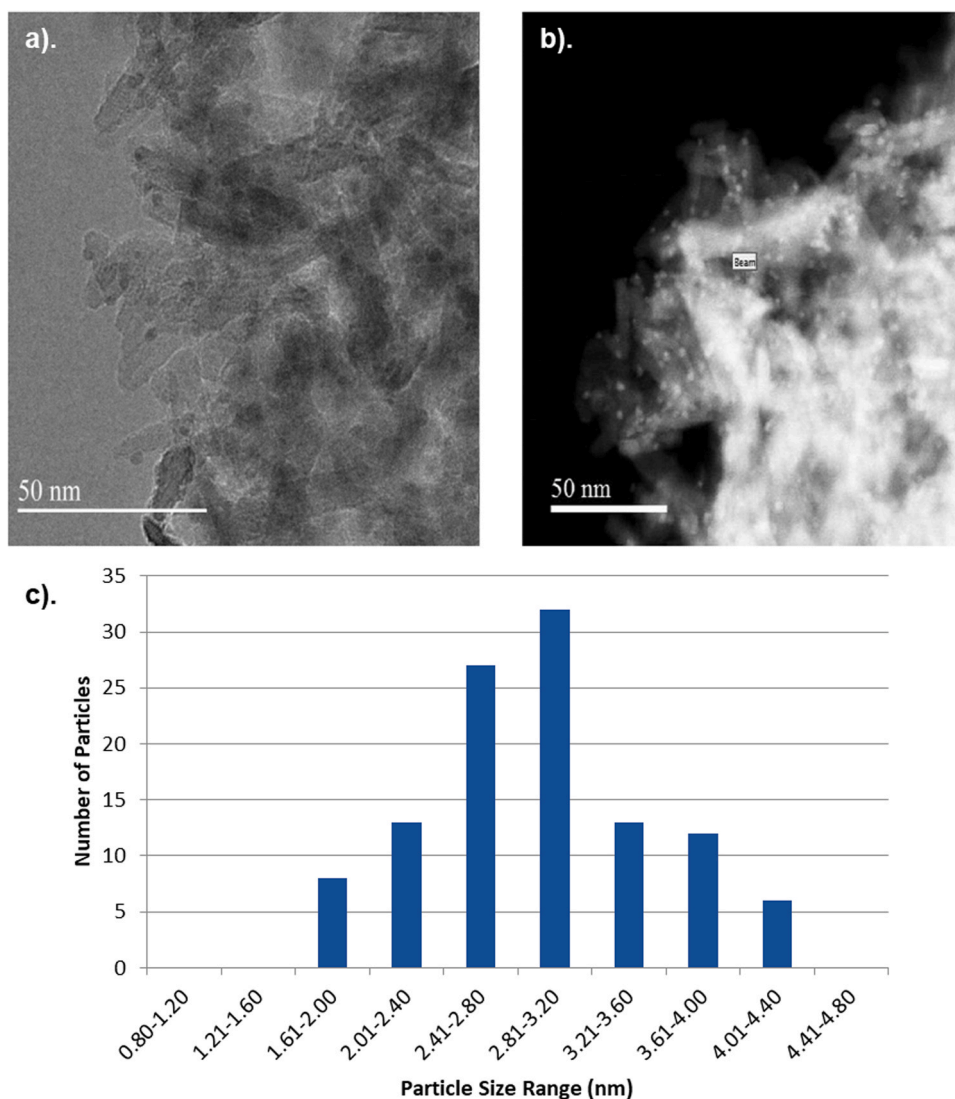 a).
b).
Beam
50 nm
50 nm
c).
35
30
25
20
15
10
5
0
Number of Particles
0.80-1.20
1.21-1.60
1.61-2.00
2.01-2.40
2.41-2.80
2.81-3.20
3.21-3.60
3.61-4.00
4.01-4.40
4.41-4.80
Particle Size Range (nm)